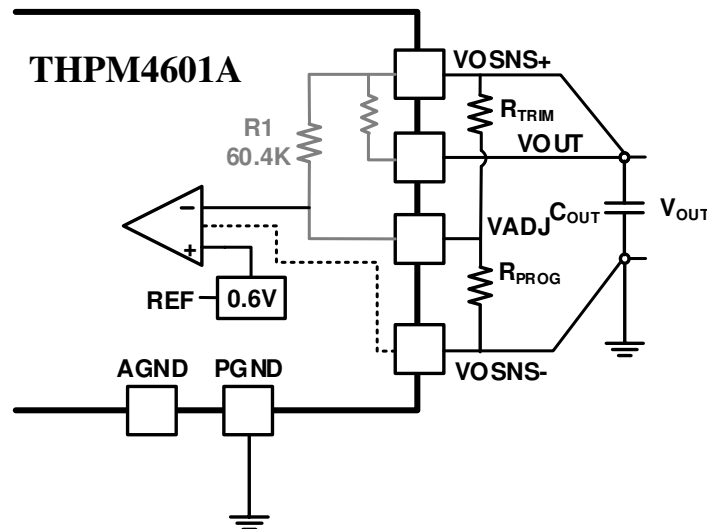 THPM4601A
VOSNS+
R1
60.4K
RTRIM
VOUT
VADJ
COUT
VOUT
−
+
REF
0.6V
RPROG
AGND
PGND
VOSNS-